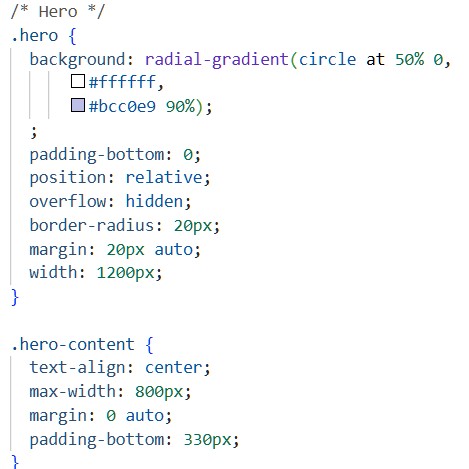 /* Hero */
.hero {
  background: radial-gradient(circle at 50% 0,
      #ffffff,
      #bcc0e9 90%);
  ;
  padding-bottom: 0;
  position: relative;
  overflow: hidden;
  border-radius: 20px;
  margin: 20px auto;
  width: 1200px;
}

.hero-content {
  text-align: center;
  max-width: 800px;
  margin: 0 auto;
  padding-bottom: 330px;
}